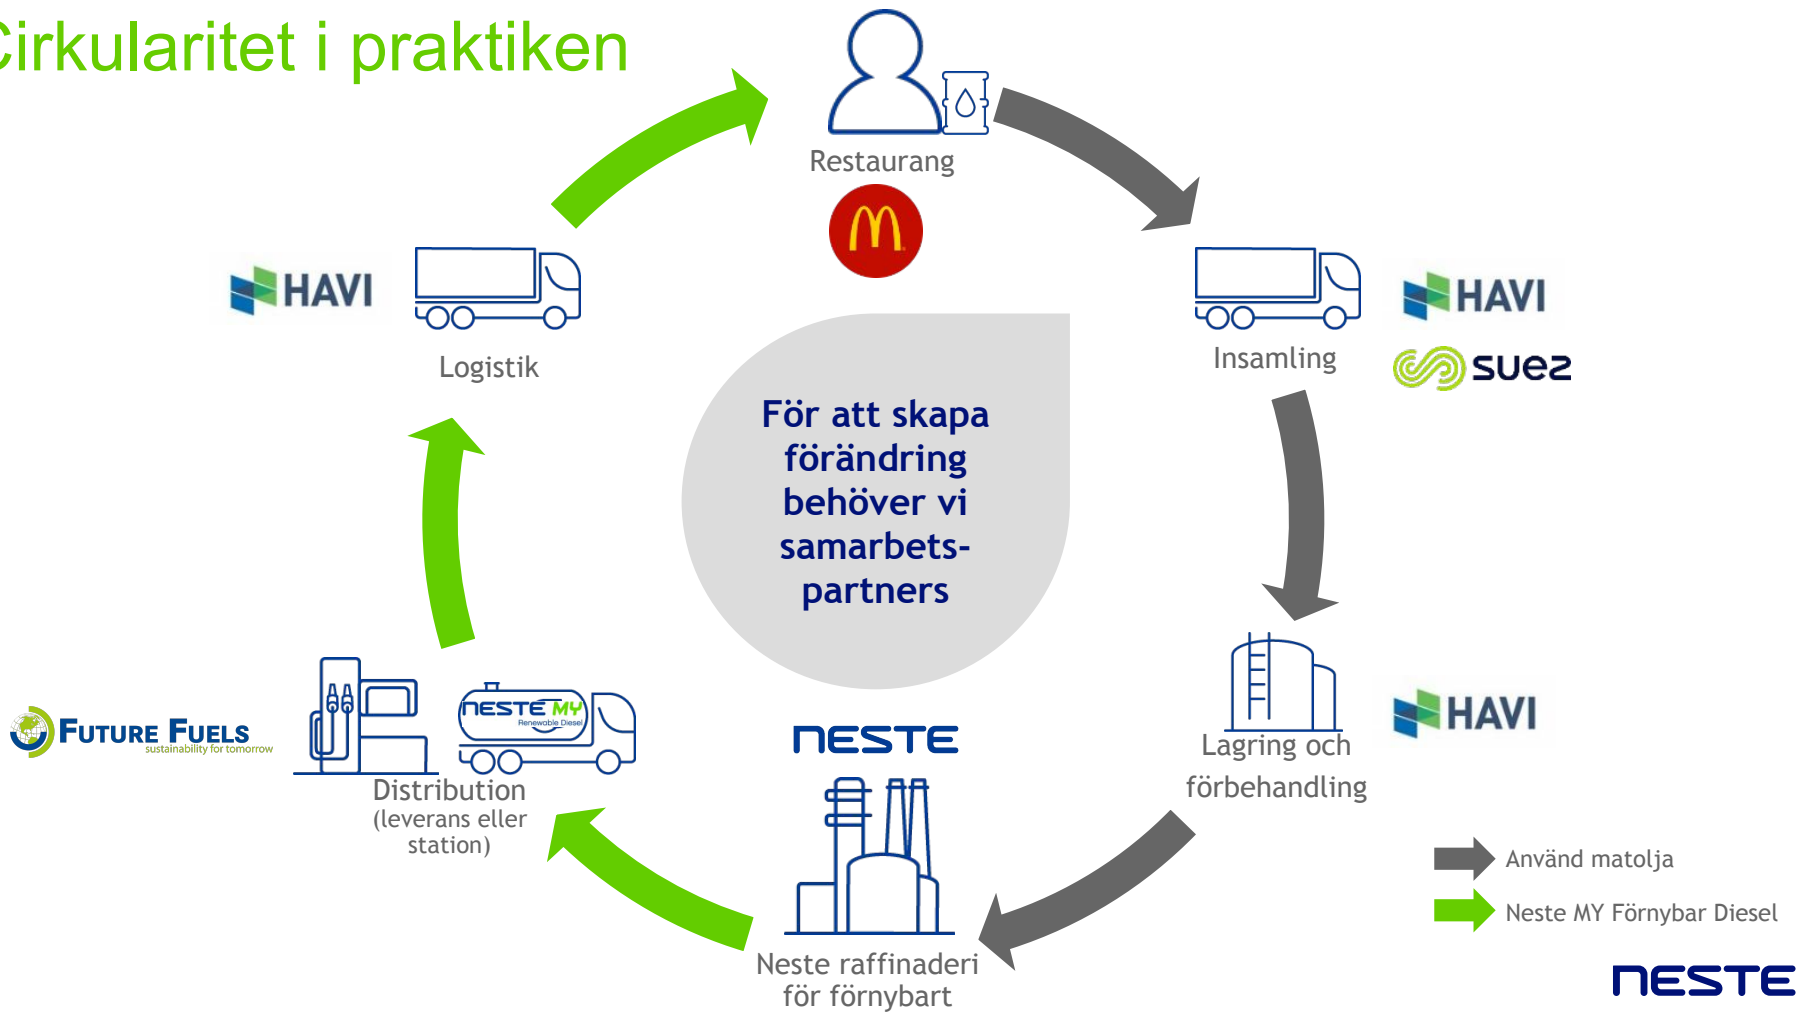 Cirkularitet i praktiken
Restaurang
M
HAVI
Logistik
Insamling
HAVI
suez
För att skapa
förändring
behöver vi
samarbets-
partners
FUTURE FUELS
sustainability for tomorrow
NESTE MY
Renewable Diesel
Distribution
(leverans eller
station)
NESTE
Neste raffinaderi
för förnybart
Lagring och
förbehandling
HAVI
Använd matolja
Neste MY Förnybar Diesel
NESTE